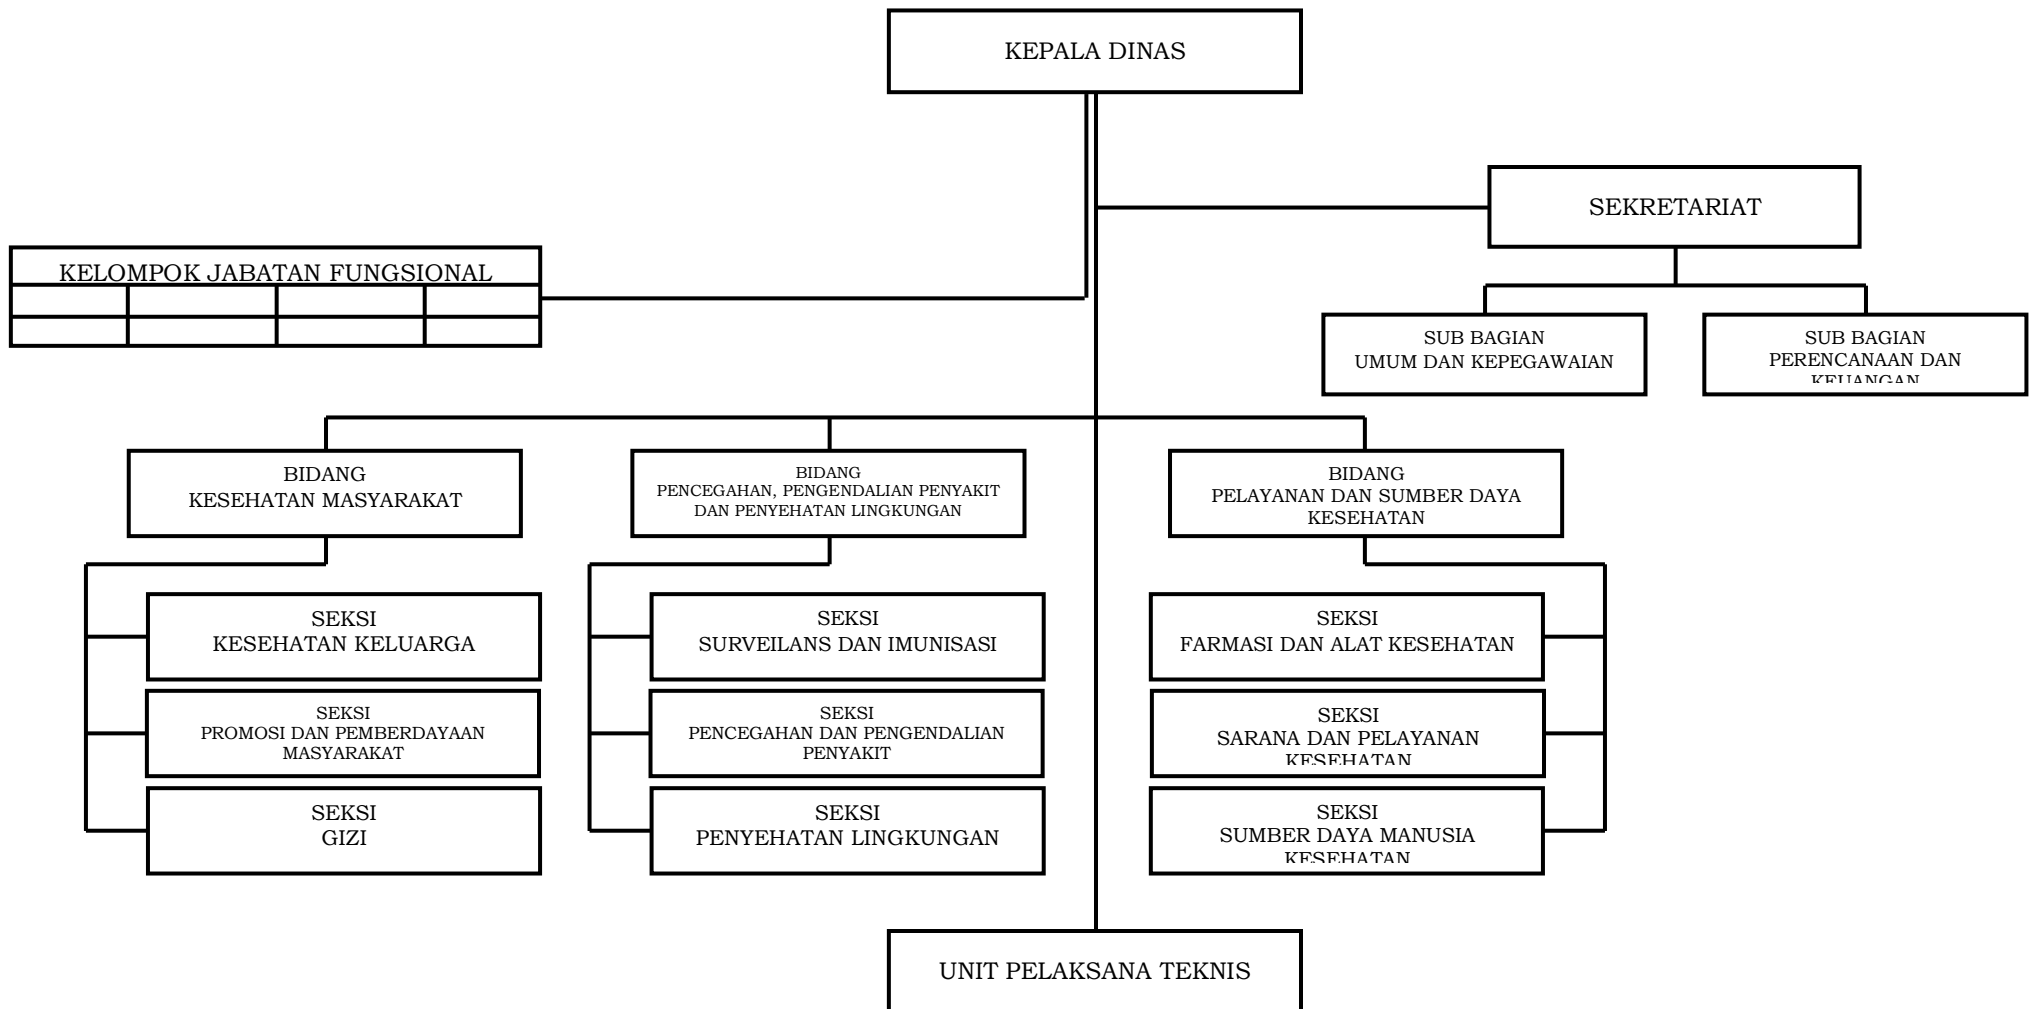 KEPALA DINAS
SEKRETARIAT
KELOMPOK JABATAN FUNGSIONAL
SUB BAGIAN
UMUM DAN KEPEGAWAIAN
SUB BAGIAN
PERENCANAAN DAN
KEUANGAN
BIDANG
KESEHATAN MASYARAKAT
BIDANG
PENCEGAHAN, PENGENDALIAN PENYAKIT
DAN PENYEHATAN LINGKUNGAN
BIDANG
PELAYANAN DAN SUMBER DAYA
KESEHATAN
SEKSI
KESEHATAN KELUARGA
SEKSI
PROMOSI DAN PEMBERDAYAAN
MASYARAKAT
SEKSI
GIZI
SEKSI
SURVEILANS DAN IMUNISASI
SEKSI
PENCEGAHAN DAN PENGENDALIAN
PENYAKIT
SEKSI
PENYEHATAN LINGKUNGAN
SEKSI
FARMASI DAN ALAT KESEHATAN
SEKSI
SARANA DAN PELAYANAN
KESEHATAN
SEKSI
SUMBER DAYA MANUSIA
KESEHATAN
UNIT PELAKSANA TEKNIS